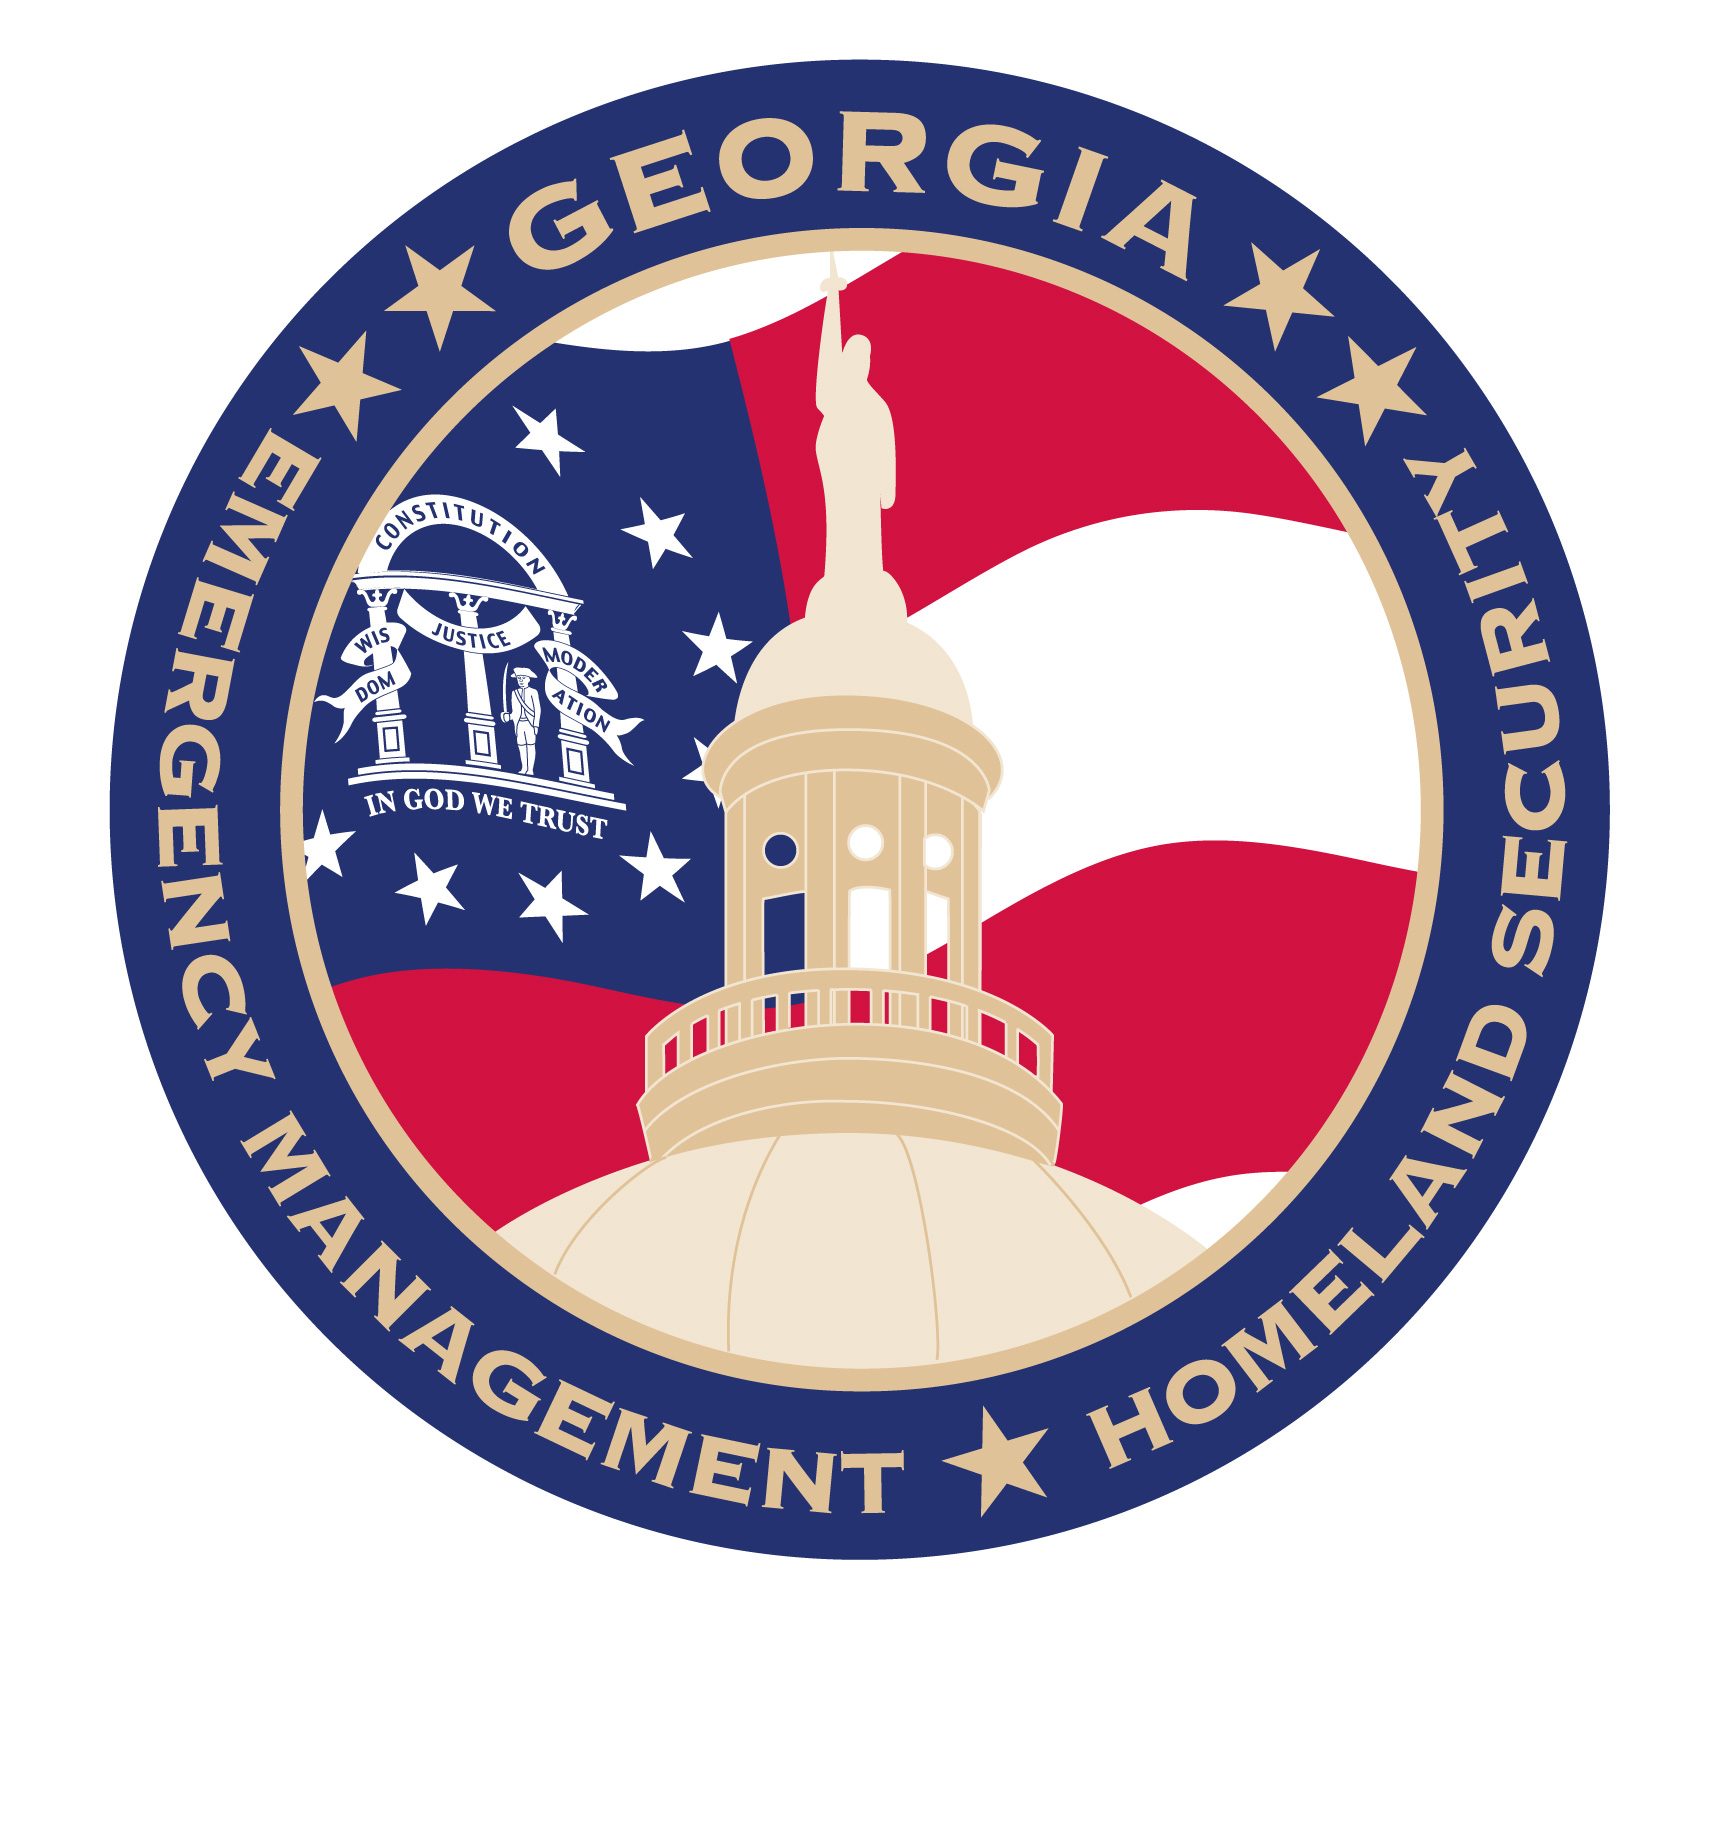 GEORGIA
EMERGENCY MANAGEMENT
HOMELAND SECURITY
CONSTITUTION
WIS
DOM
JUSTICE
MODER
ATION
IN GOD WE TRUST